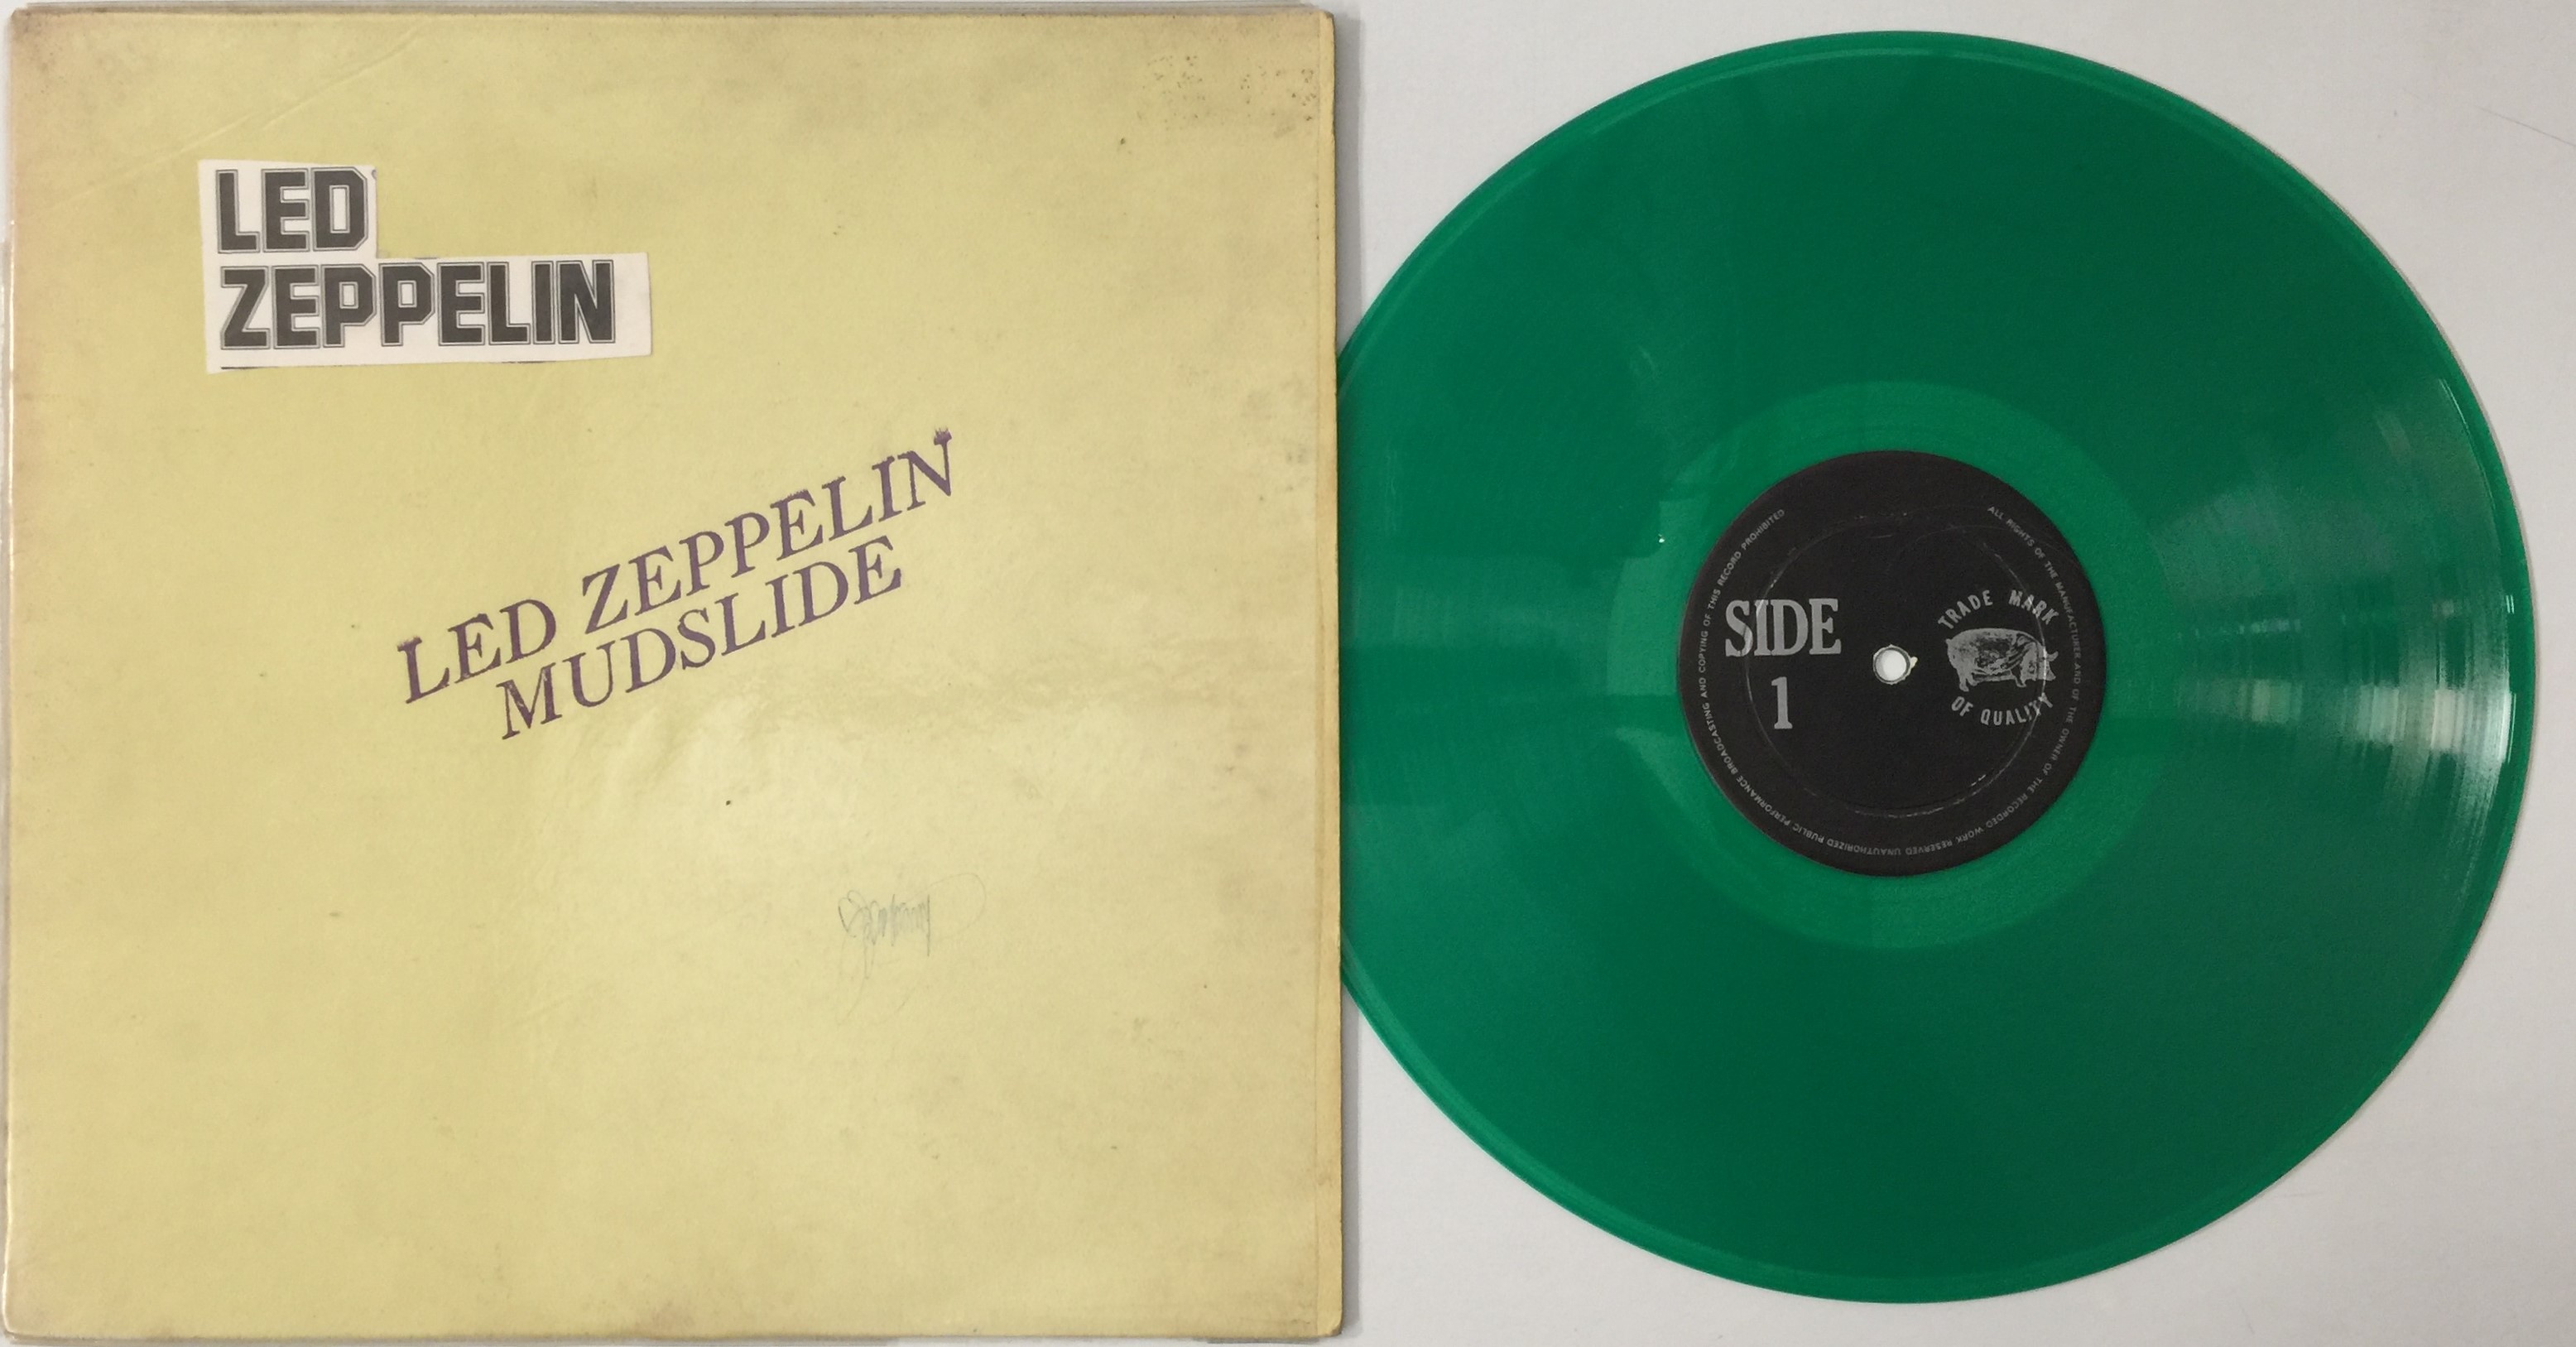 LED
ZEPPELIN
LED ZEPPELIN
MUDSLIDE
SIDE
1
TRADE MARK
OF QUALITY
ALL RIGHTS OF THE MANUFACTURER AND OF THE OWNER OF THE RECORDED WORK RESERVED UNAUTHORIZED PUBLIC PERFORMANCE BROADCASTING AND COPYING OF THIS RECORD PROHIBITED